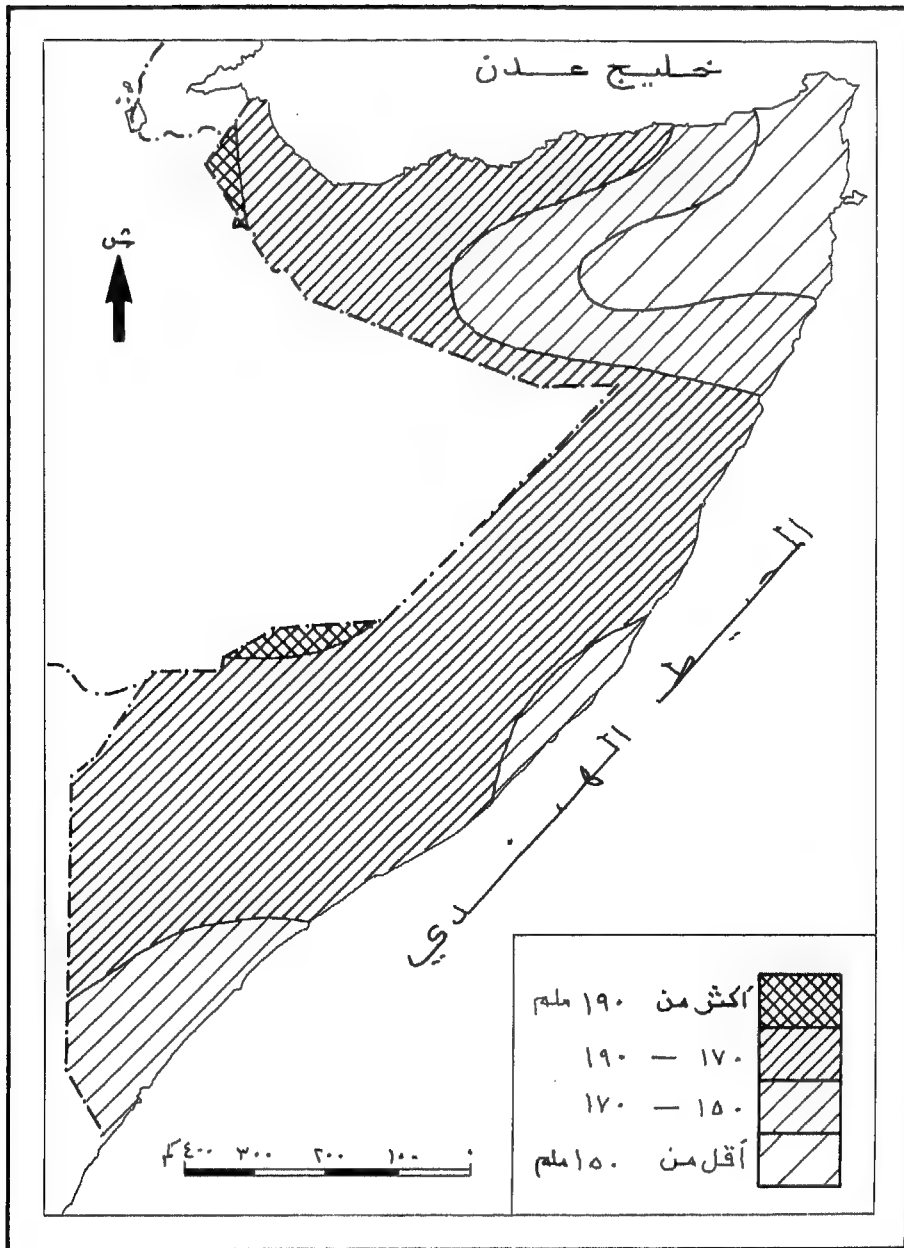 خليج عدن
ش
المحيط الهندي
أكثر من ١٩٠ ملم
١٧٠ — ١٩٠
١٥٠ — ١٧٠
أقل من ١٥٠ ملم
٤٠٠ ٣٠٠ ٢٠٠ ١٠٠ ٠